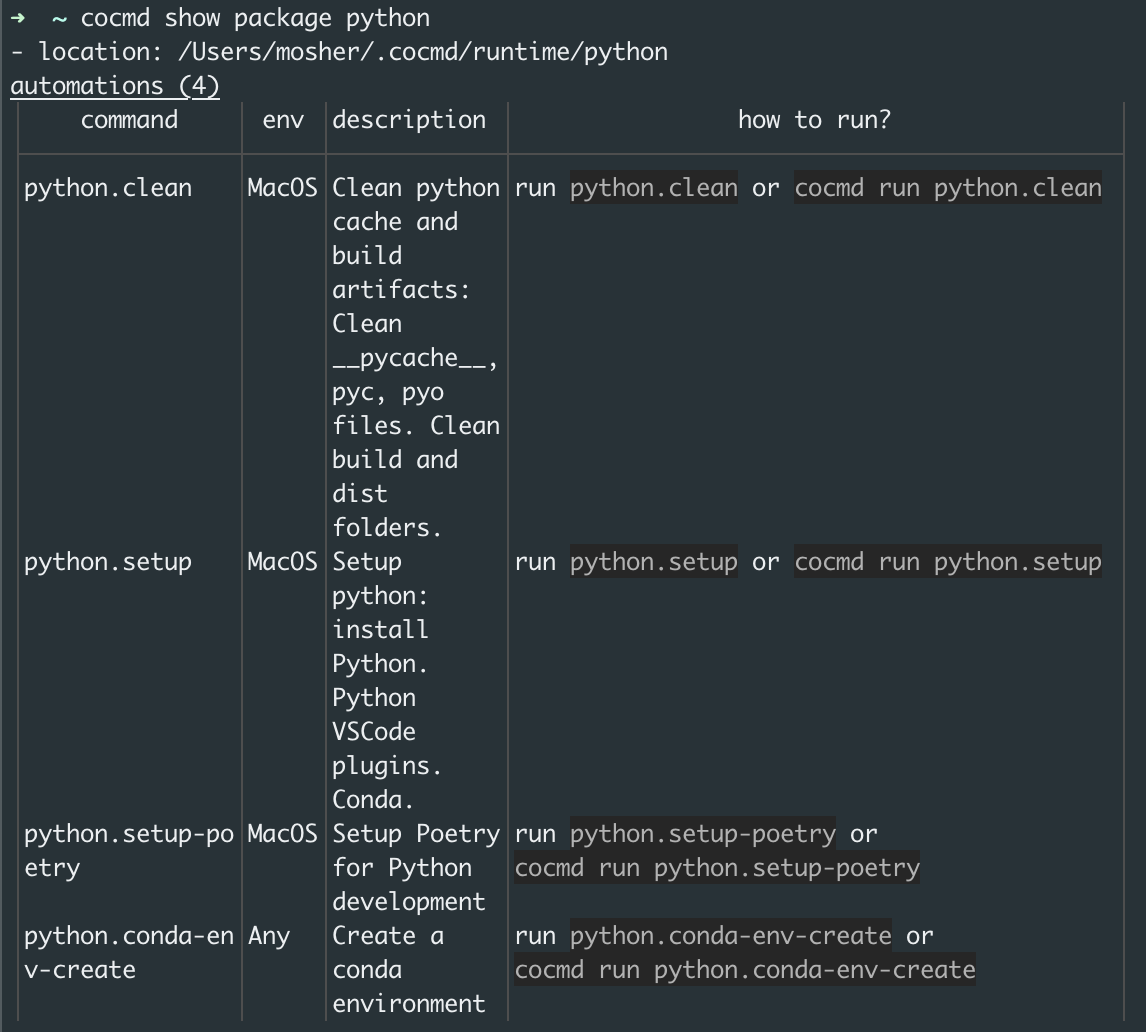 → ~ cocmd show package python
- location: /Users/mosher/.cocmd/runtime/python
automations (4)
command env description how to run?
python.clean MacOS Clean python run python.clean or cocmd run python.clean
cache and
build
artifacts:
Clean
__pycache__,
pyc, pyo
files. Clean
build and
dist
folders.
python.setup MacOS Setup run python.setup or cocmd run python.setup
python:
install
Python.
Python
VSCode
plugins.
Conda.
python.setup-po MacOS Setup Poetry run python.setup-poetry or
etry for Python cocmd run python.setup-poetry
development
python.conda-en Any Create a run python.conda-env-create or
v-create conda cocmd run python.conda-env-create
environment